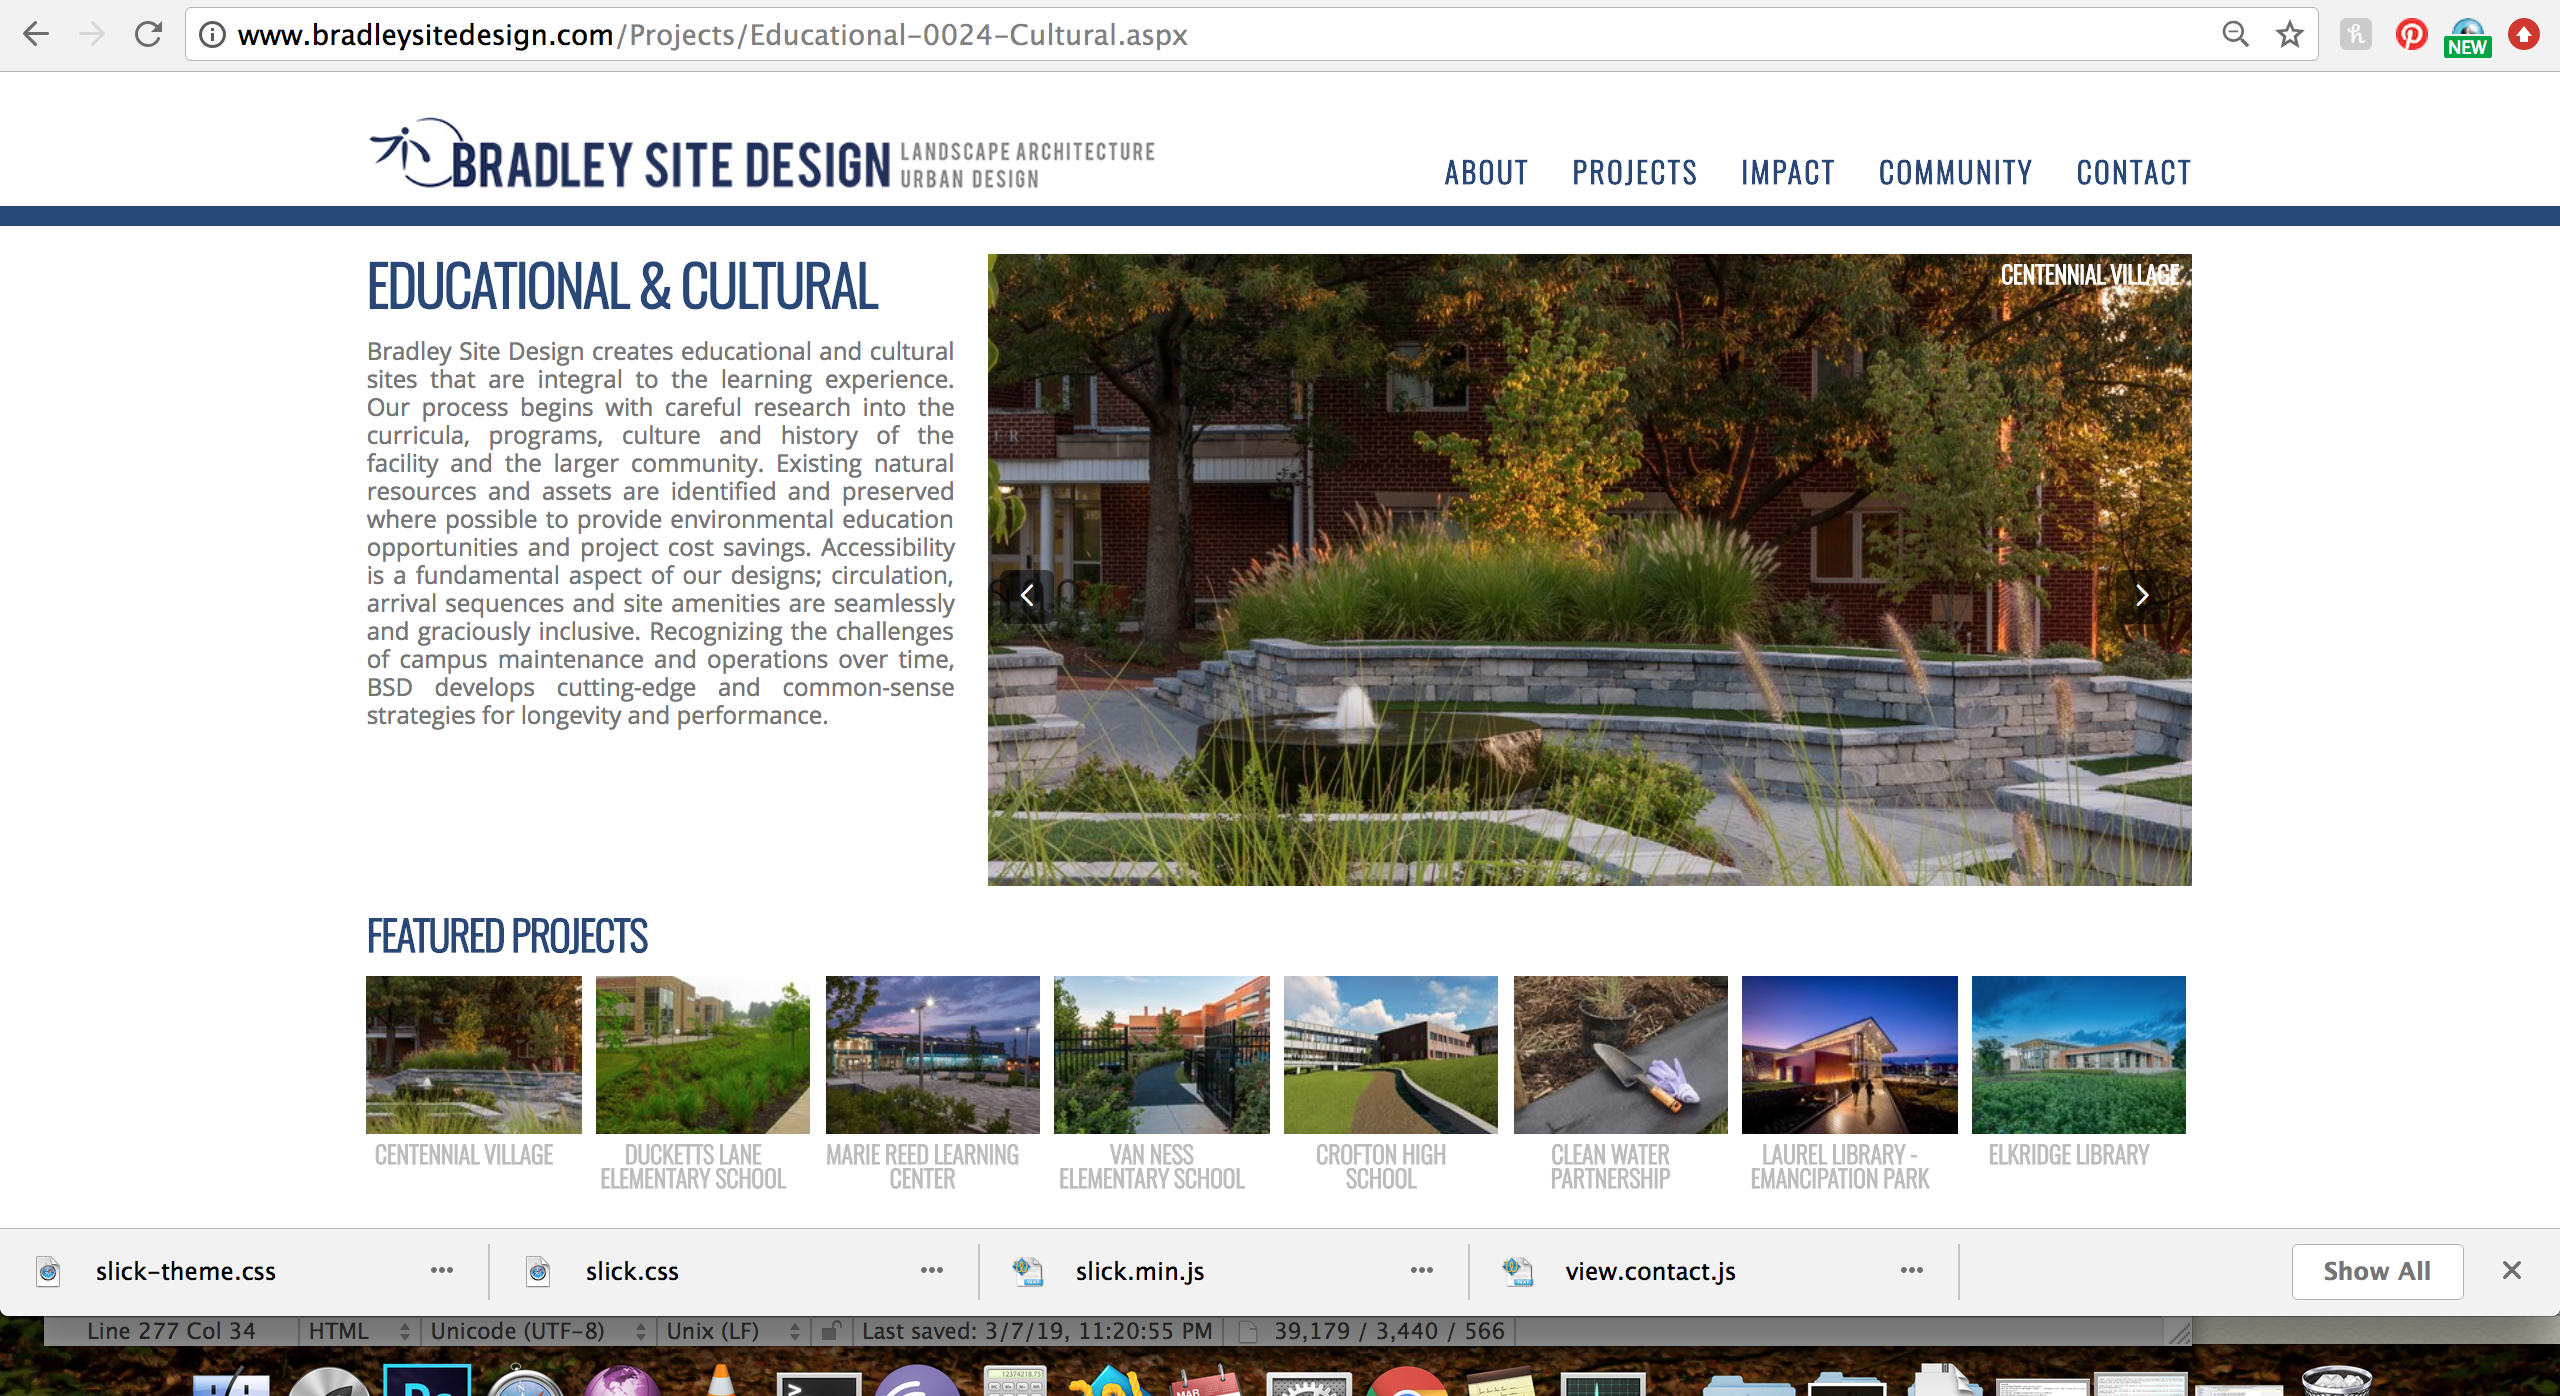 www.bradleysitedesign.com/Projects/Educational-0024-Cultural.aspx
NEW
BRADLEY SITE DESIGN
LANDSCAPE ARCHITECTURE
URBAN DESIGN
ABOUT PROJECTS IMPACT COMMUNITY CONTACT
EDUCATIONAL & CULTURAL
Bradley Site Design creates educational and cultural
sites that are integral to the learning experience.
Our process begins with careful research into the
curricula, programs, culture and history of the
facility and the larger community. Existing natural
resources and assets are identified and preserved
where possible to provide environmental education
opportunities and project cost savings. Accessibility
is a fundamental aspect of our designs; circulation,
arrival sequences and site amenities are seamlessly
and graciously inclusive. Recognizing the challenges
of campus maintenance and operations over time,
BSD develops cutting-edge and common-sense
strategies for longevity and performance.
CENTENNIAL VILLAGE
FEATURED PROJECTS
CENTENNIAL VILLAGE
DUCKETTS LANE
ELEMENTARY SCHOOL
MARIE REED LEARNING
CENTER
VAN NESS
ELEMENTARY SCHOOL
CROFTON HIGH
SCHOOL
CLEAN WATER
PARTNERSHIP
LAUREL LIBRARY -
EMANCIPATION PARK
ELKRIDGE LIBRARY
slick-theme.css
slick.css
slick.min.js
view.contact.js
Show All
Line 277 Col 34 HTML Unicode (UTF-8) Unix (LF) Last saved: 3/7/19, 11:20:55 PM 39,179 / 3,440 / 566
12374218.75
MAR